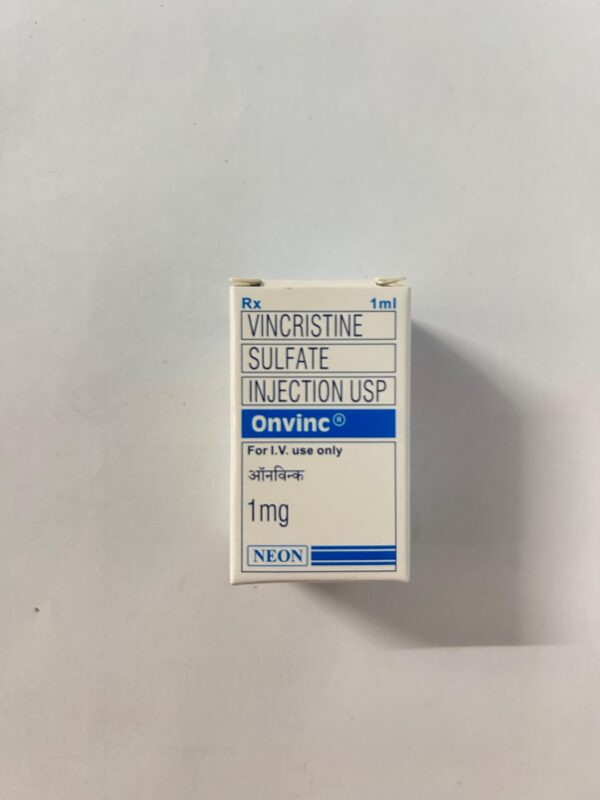 Rx 1ml
VINCRISTINE
SULFATE
INJECTION USP
Onvinc®
For I.V. use only
ऑनविन्क
1mg
NEON